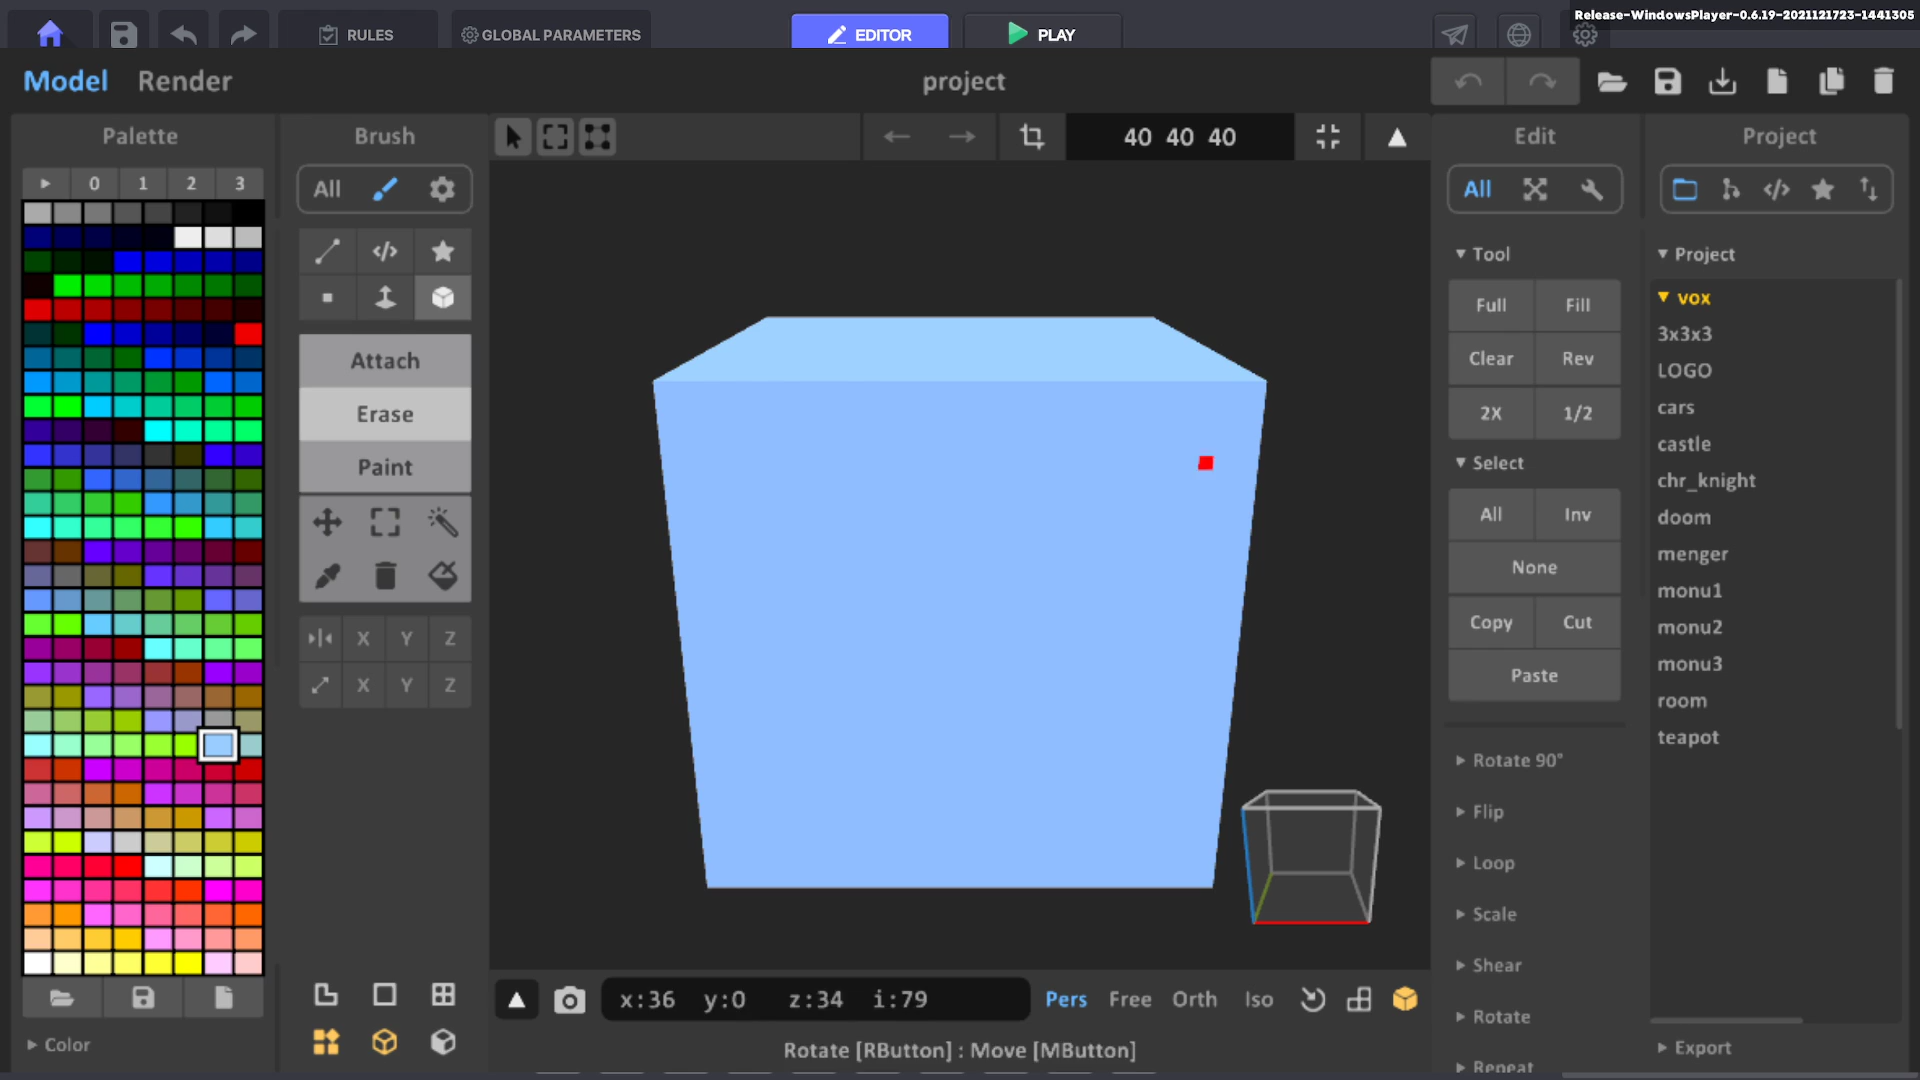 Release-WindowsPlayer-0.6.19-2021121723-1441305
RULES
GLOBAL PARAMETERS
EDITOR
PLAY
Model
Render
project
Palette
Brush
40 40 40
Edit
Project
0
1
2
3
All
All
Attach
Erase
Paint
X
Y
Z
X
Y
Z
Color
Tool
Full
Fill
Clear
Rev
2X
1/2
Select
All
Inv
None
Copy
Cut
Paste
Rotate 90°
Flip
Loop
Scale
Shear
Rotate
Repeat
Project
vox
3x3x3
LOGO
cars
castle
chr_knight
doom
menger
monu1
monu2
monu3
room
teapot
Export
x:36 y:0 z:34 i:79
Pers
Free
Orth
Iso
Rotate [RButton] : Move [MButton]